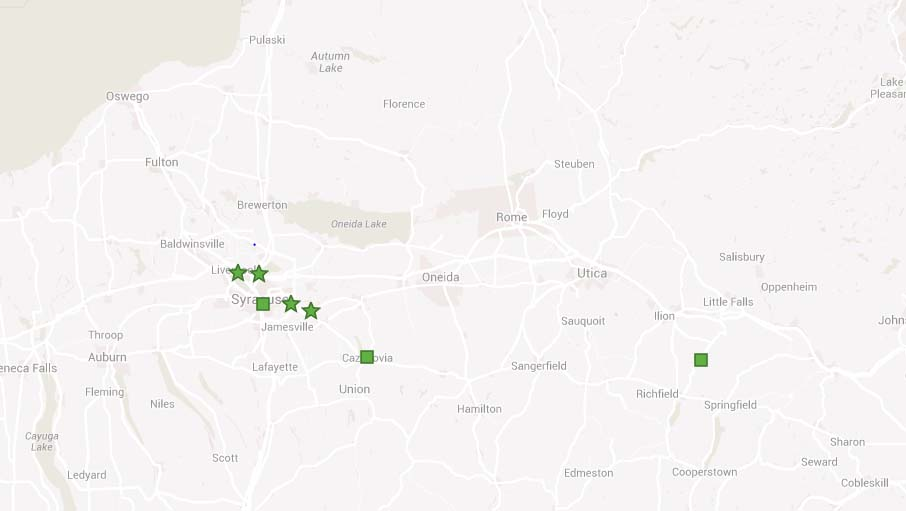 Pulaski
Autumn
Lake
Lake
Pleasan
Oswego
Florence
Fulton
Steuben
Brewerton
Rome
Floyd
Oneida Lake
Baldwinsville
Salisbury
Oneida
Utica
Oppenheim
Little Falls
Ilion
John
Sauquoit
Jamesville
Throop
Auburn
Lafayette
Sangerfield
eneca Falls
Fleming
Union
Richfield
Niles
Hamilton
Springfield
Cayuga
Lake
Sharon
Scott
Seward
Ledyard
Edmeston
Cooperstown
Cobleskill